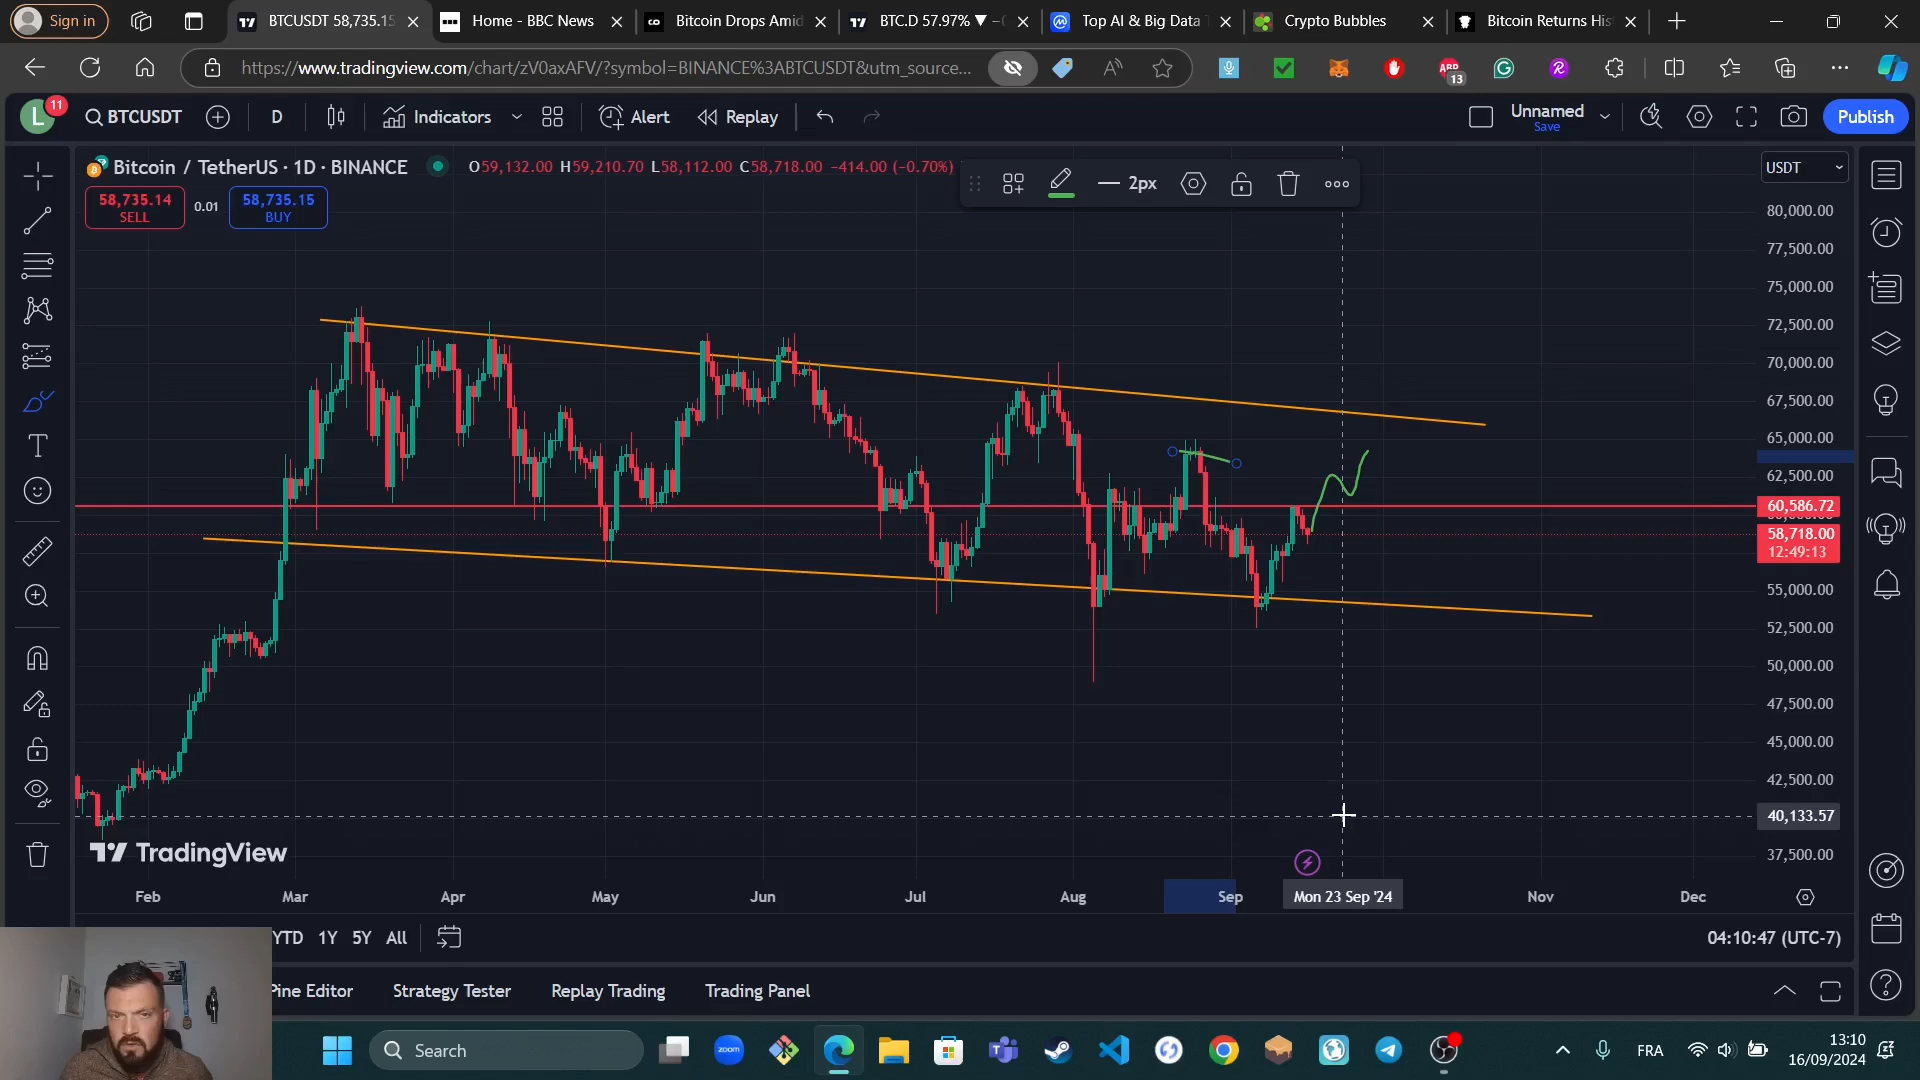 Sign in
BTCUSDT 58,735.15
Home - BBC News
Bitcoin Drops Amid
BTC.D 57.97% ▼
Top AI & Big Data
Crypto Bubbles
Bitcoin Returns His
https://www.tradingview.com/chart/zV0axAFV/?symbol=BINANCE%3ABTCUSDT&utm_source...
ABP
13
L
11
BTCUSDT
D
Indicators
Alert
Replay
Unnamed
Save
Publish
Bitcoin / TetherUS · 1D · BINANCE
O59,132.00 H59,210.70 L58,112.00 C58,718.00 −414.00 (−0.70%)
58,735.14
SELL
0.01
58,735.15
BUY
2px
USDT
80,000.00
77,500.00
75,000.00
72,500.00
70,000.00
67,500.00
65,000.00
62,500.00
60,586.72
58,718.00
12:49:13
55,000.00
52,500.00
50,000.00
47,500.00
45,000.00
42,500.00
40,133.57
37,500.00
TradingView
Feb
Mar
Apr
May
Jun
Jul
Aug
Sep
Mon 23 Sep '24
Nov
Dec
YTD
1Y
5Y
All
04:10:47 (UTC-7)
Pine Editor
Strategy Tester
Replay Trading
Trading Panel
Search
zoom
FRA
13:10
16/09/2024